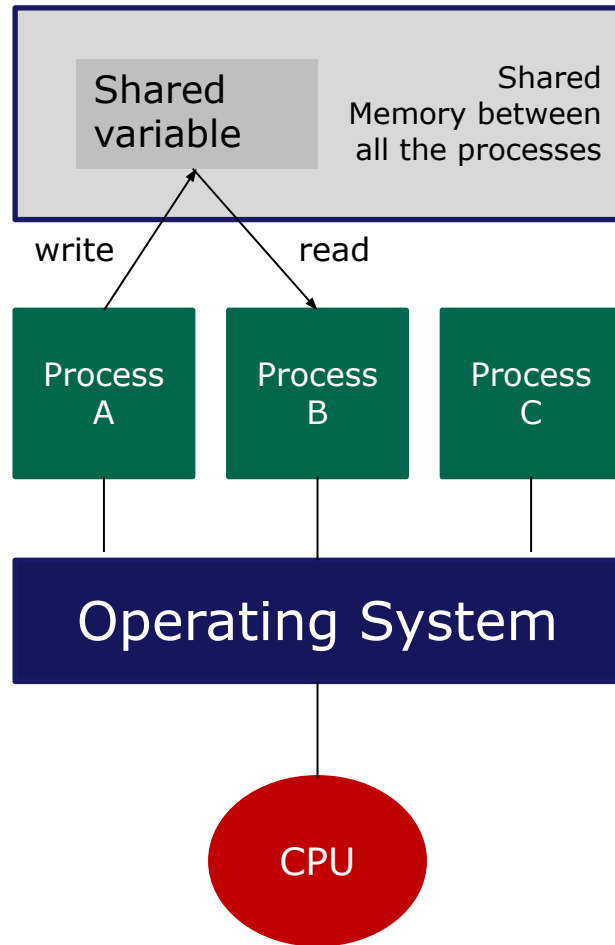 Shared
variable
Shared
Memory between
all the processes
write
read
Process
A
Process
B
Process
C
Operating System
CPU